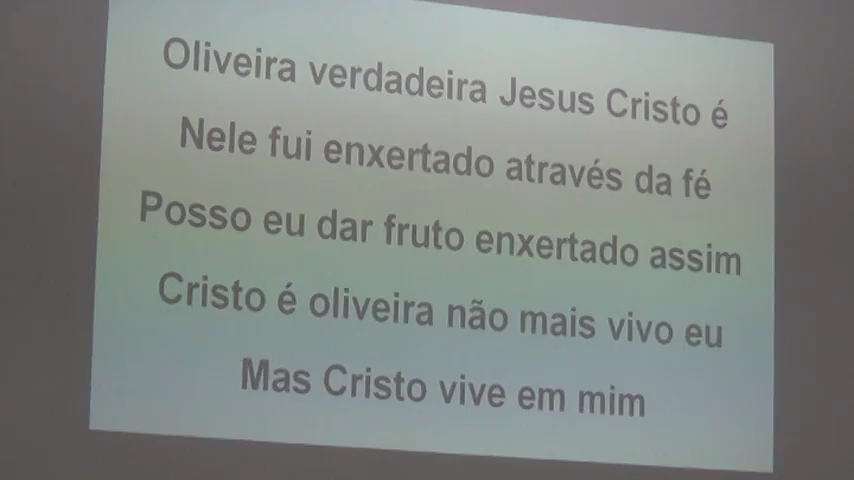 Oliveira verdadeira Jesus Cristo é
Nele fui enxertado através da fé
Posso eu dar fruto enxertado assim
Cristo é oliveira não mais vivo eu
Mas Cristo vive em mim